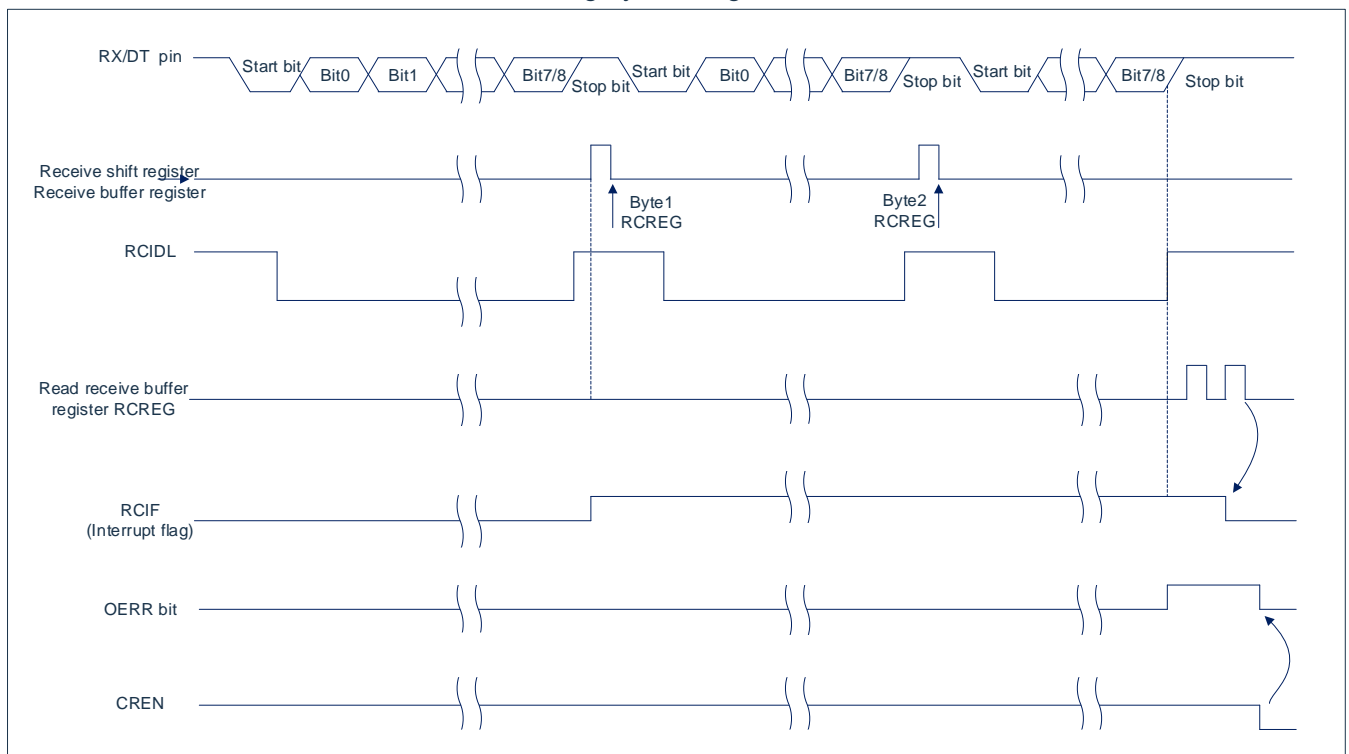 RX/DT pin
Start bit Bit0 Bit1 Bit7/8 Stop bit Start bit Bit0 Bit7/8 Stop bit Start bit Bit7/8 Stop bit
Receive shift register
Receive buffer register
Byte1
RCREG
Byte2
RCREG
RCIDL
Read receive buffer
register RCREG
RCIF
(Interrupt flag)
OERR bit
CREN